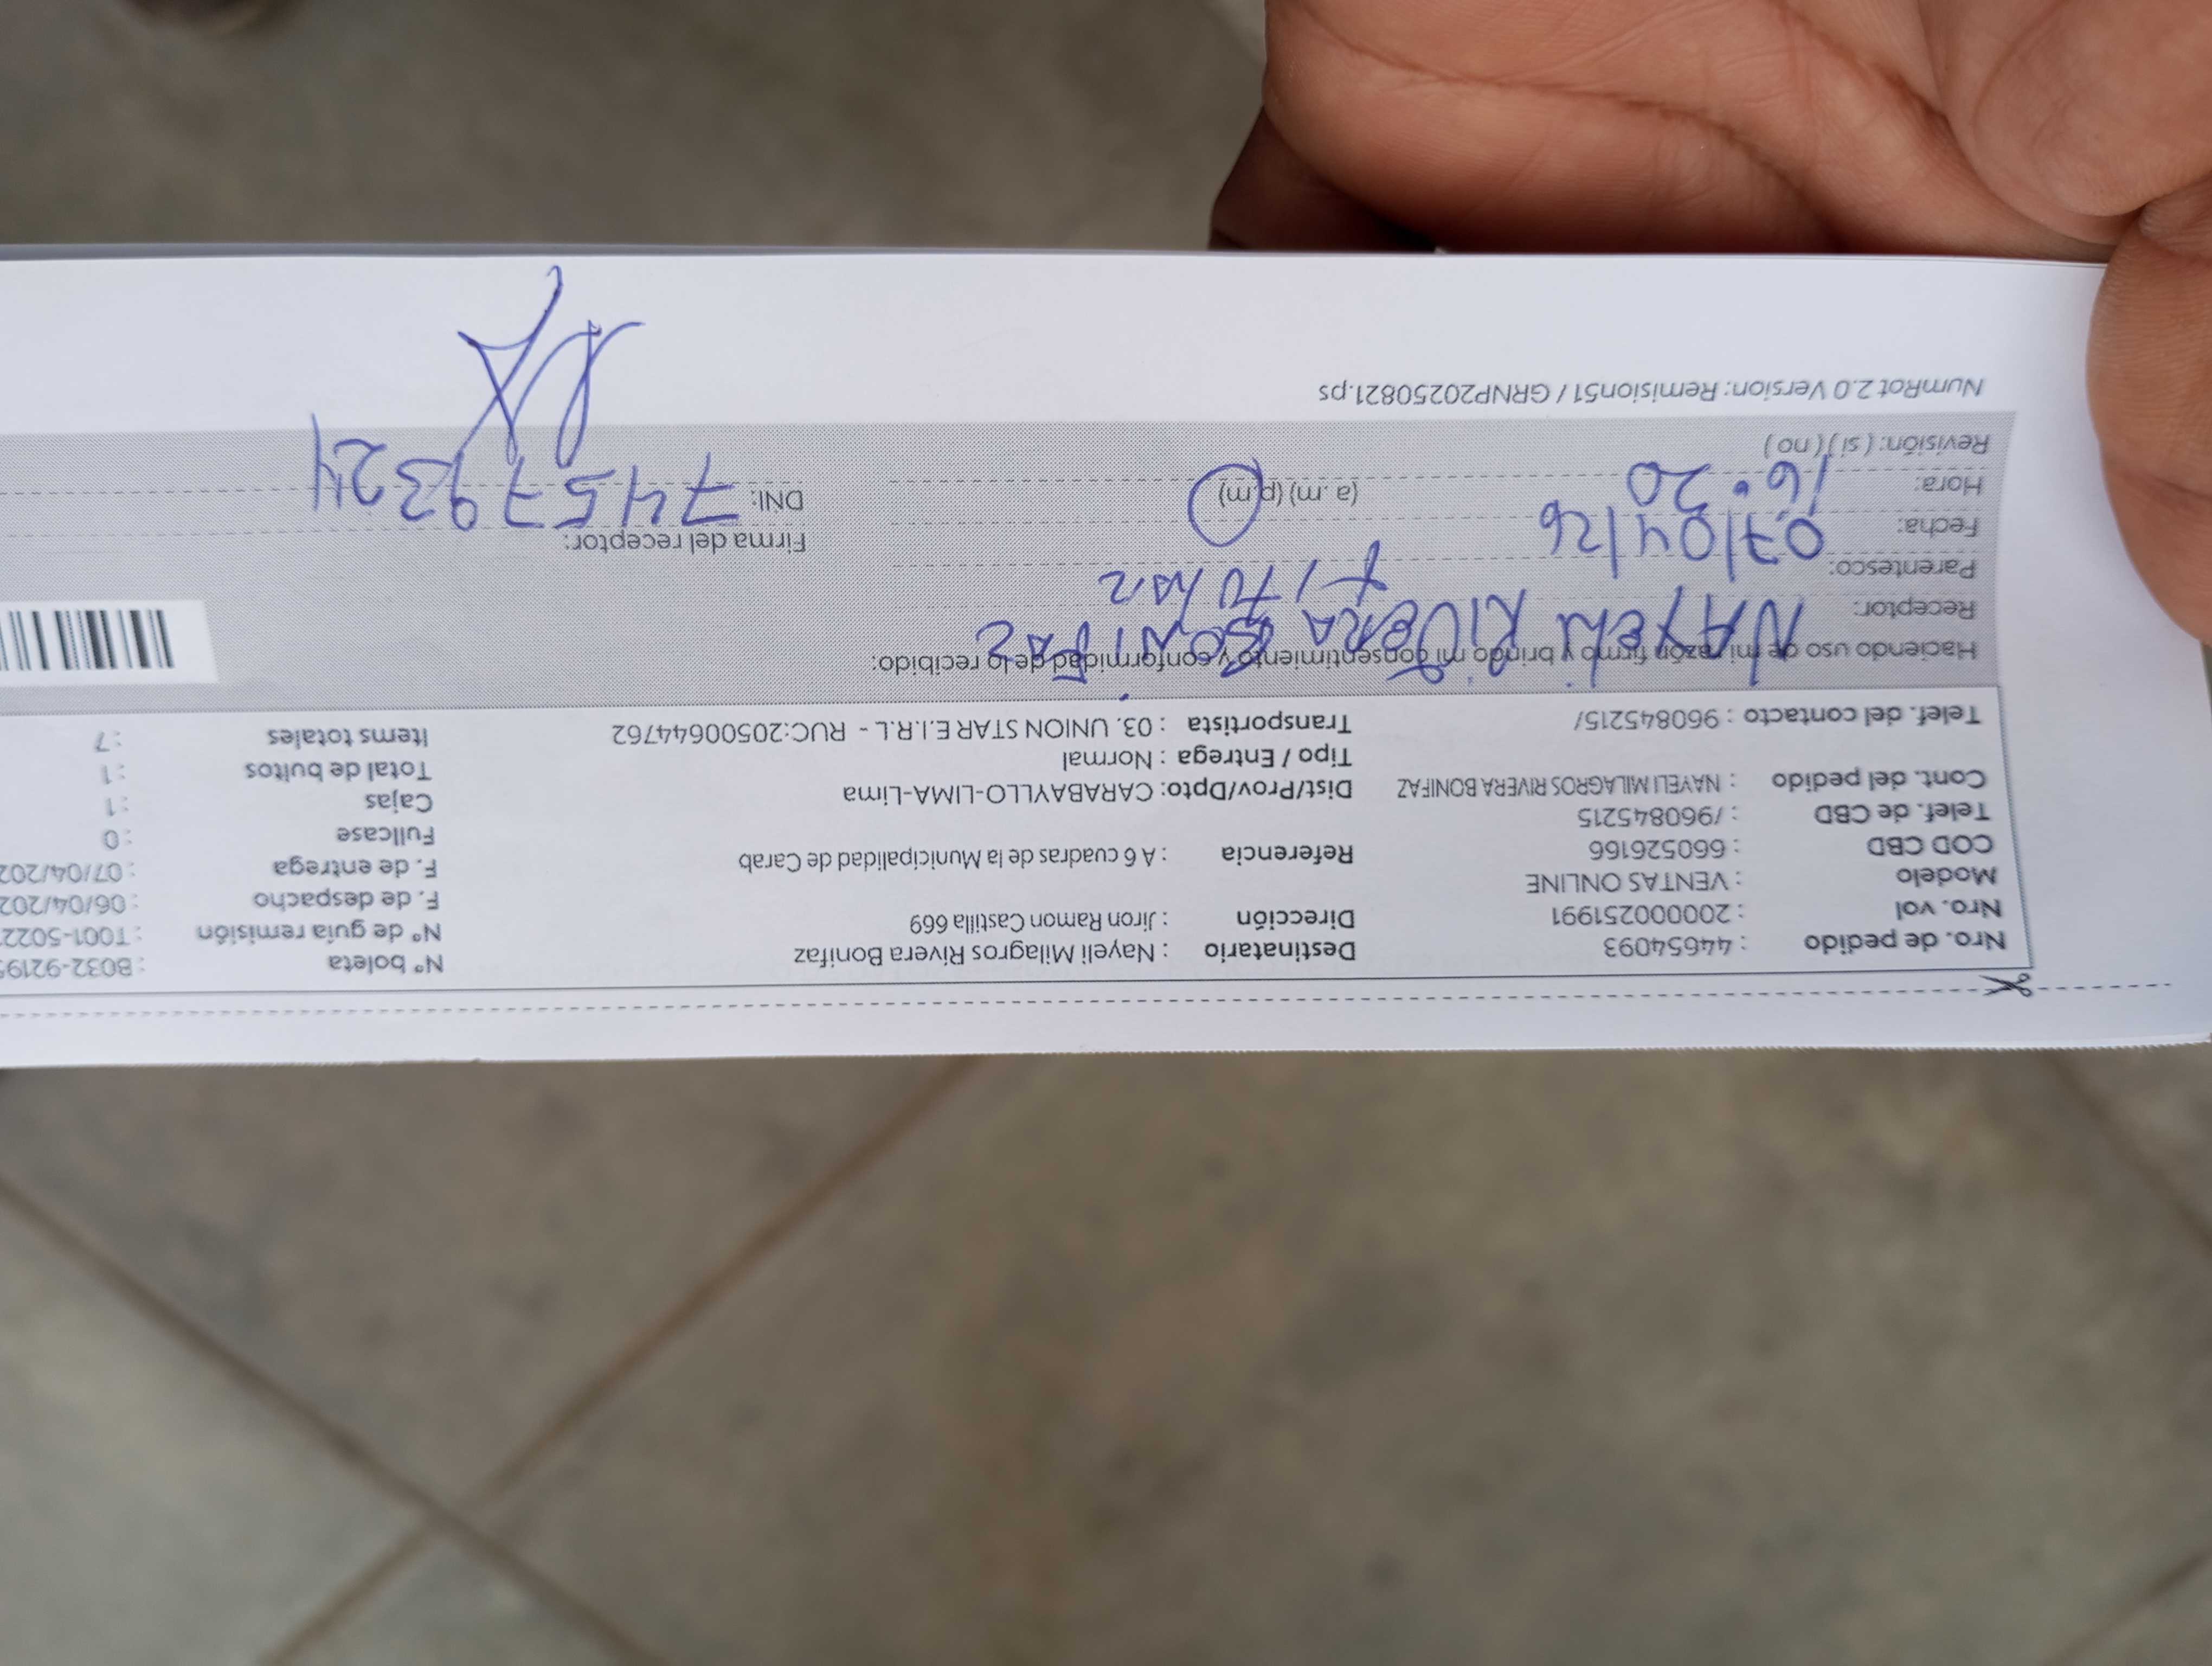 Nro. de pedido : 44654093
Nro. vol : 20000251991
Modelo : VENTAS ONLINE
COD CBD : 660526166
Telef. de CBD : /960845215
Cont. del pedido : NAYELI MILAGROS RIVERA BONIFAZ
Telef. del contacto : 960845215/
Destinatario : Nayeli Milagros Rivera Bonifaz
Dirección : Jiron Ramon Castilla 669
Referencia : A 6 cuadras de la Municipalidad de Carab
Dist/Prov/Dpto: CARABAYLLO-LIMA-Lima
Tipo / Entrega : Normal
Transportista : 03. UNION STAR E.I.R.L - RUC:20500644762
N° boleta : B032-9219
N° de guía remisión : T001-5022
F. de despacho : 06/04/202
F. de entrega : 07/04/202
Fullcase : 0
Cajas : 1
Total de bultos : 1
Items totales : 7
Haciendo uso de mi razón firmo y brindo mi consentimiento y conformidad de lo recibido:
Receptor: NAYELI RIVERA BONIFAZ
Parentesco:
Fecha: 07/04/26
Hora: 16:20 (a .m) (p.m)
Revisión: ( si ) ( no )
Firma del receptor:
DNI: 74579324
NumRot 2.0 Version: Remision51 / GRNP20250821.ps